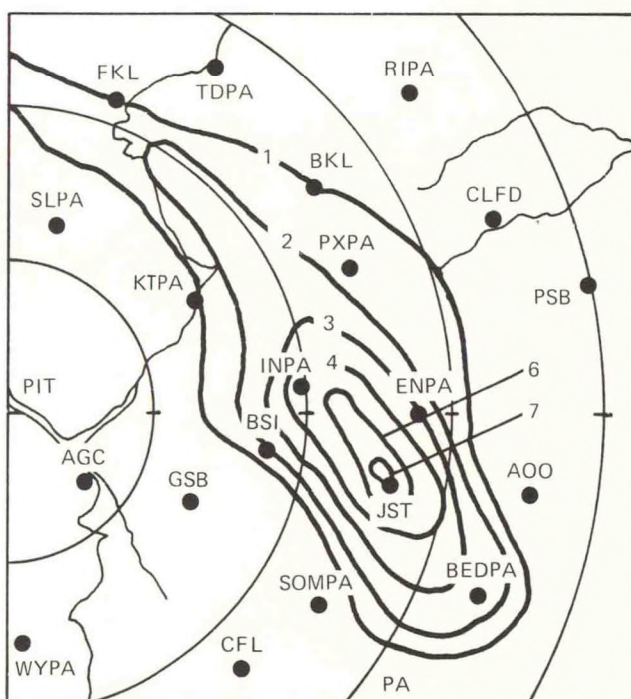 FKL
TDPA
RIPA
1
BKL
CLFD
SLPA
2
PXPA
KTPA
PSB
3
INPA
4
6
PIT
ENPA
7
BSI
AGC
GSB
AOO
JST
SOMPA
BEDPA
WYPA
CFL
PA